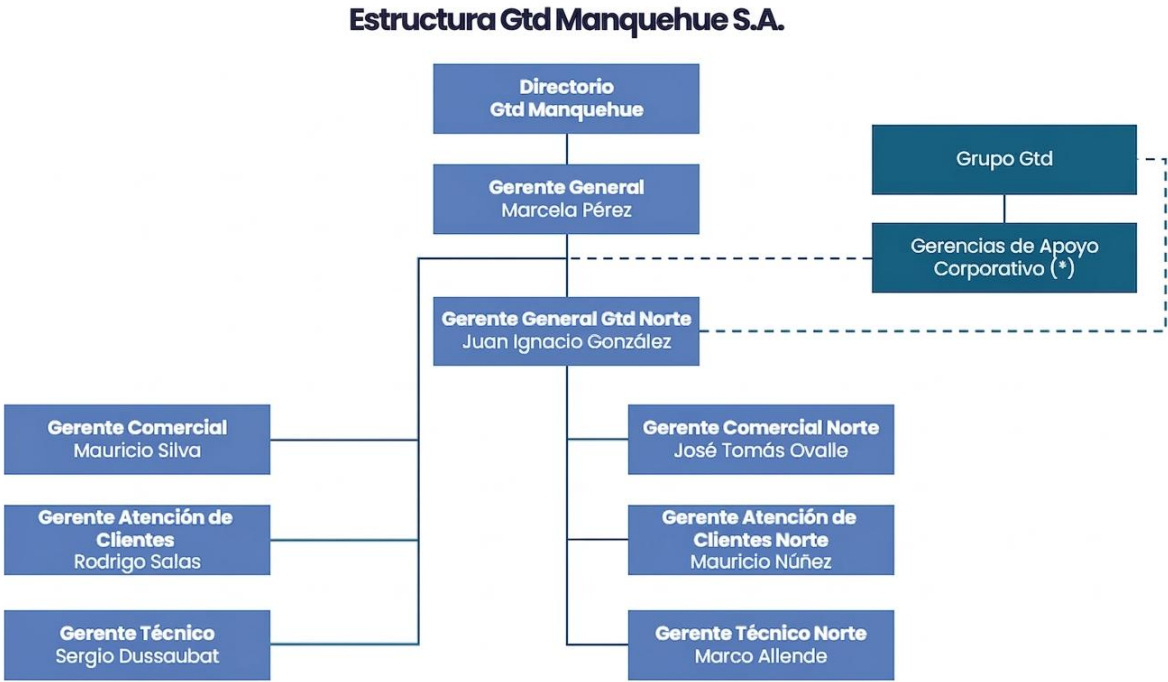 Estructura Gtd Manquehue S.A.
Directorio
Gtd Manquehue
Gerente General
Marcela Pérez
Grupo Gtd
Gerencias de Apoyo
Corporativo (*)
Gerente General Gtd Norte
Juan Ignacio González
Gerente Comercial
Mauricio Silva
Gerente Atención de
Clientes
Rodrigo Salas
Gerente Técnico
Sergio Dussaubat
Gerente Comercial Norte
José Tomás Ovalle
Gerente Atención de
Clientes Norte
Mauricio Núñez
Gerente Técnico Norte
Marco Allende